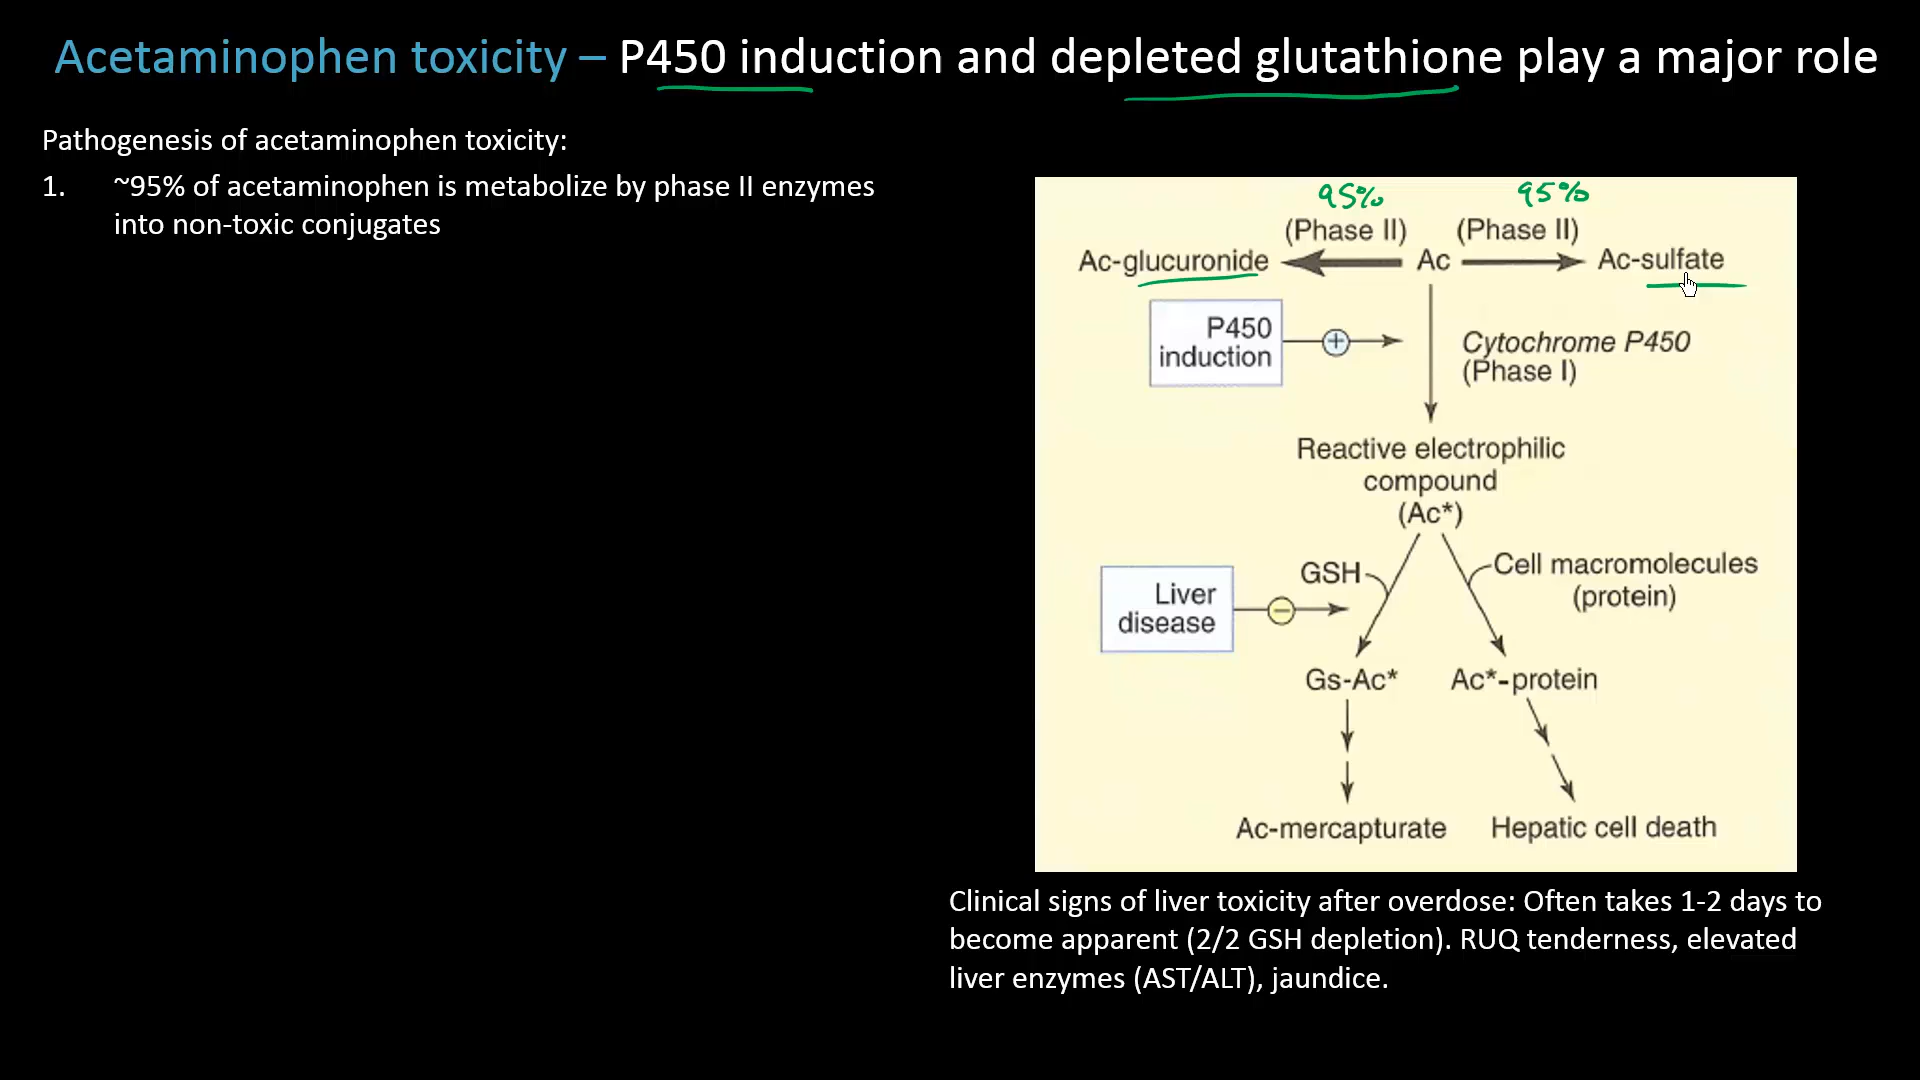 Acetaminophen toxicity – P450 induction and depleted glutathione play a major role
Pathogenesis of acetaminophen toxicity:
1. ~95% of acetaminophen is metabolize by phase II enzymes
into non-toxic conjugates
95% 95%
(Phase II) (Phase II)
Ac-glucuronide Ac Ac-sulfate
P450
induction
+
Cytochrome P450
(Phase I)
Reactive electrophilic
compound
(Ac*)
GSH
Cell macromolecules
(protein)
Liver
disease
−
Gs-Ac* Ac*-protein
Ac-mercapturate Hepatic cell death
Clinical signs of liver toxicity after overdose: Often takes 1-2 days to
become apparent (2/2 GSH depletion). RUQ tenderness, elevated
liver enzymes (AST/ALT), jaundice.